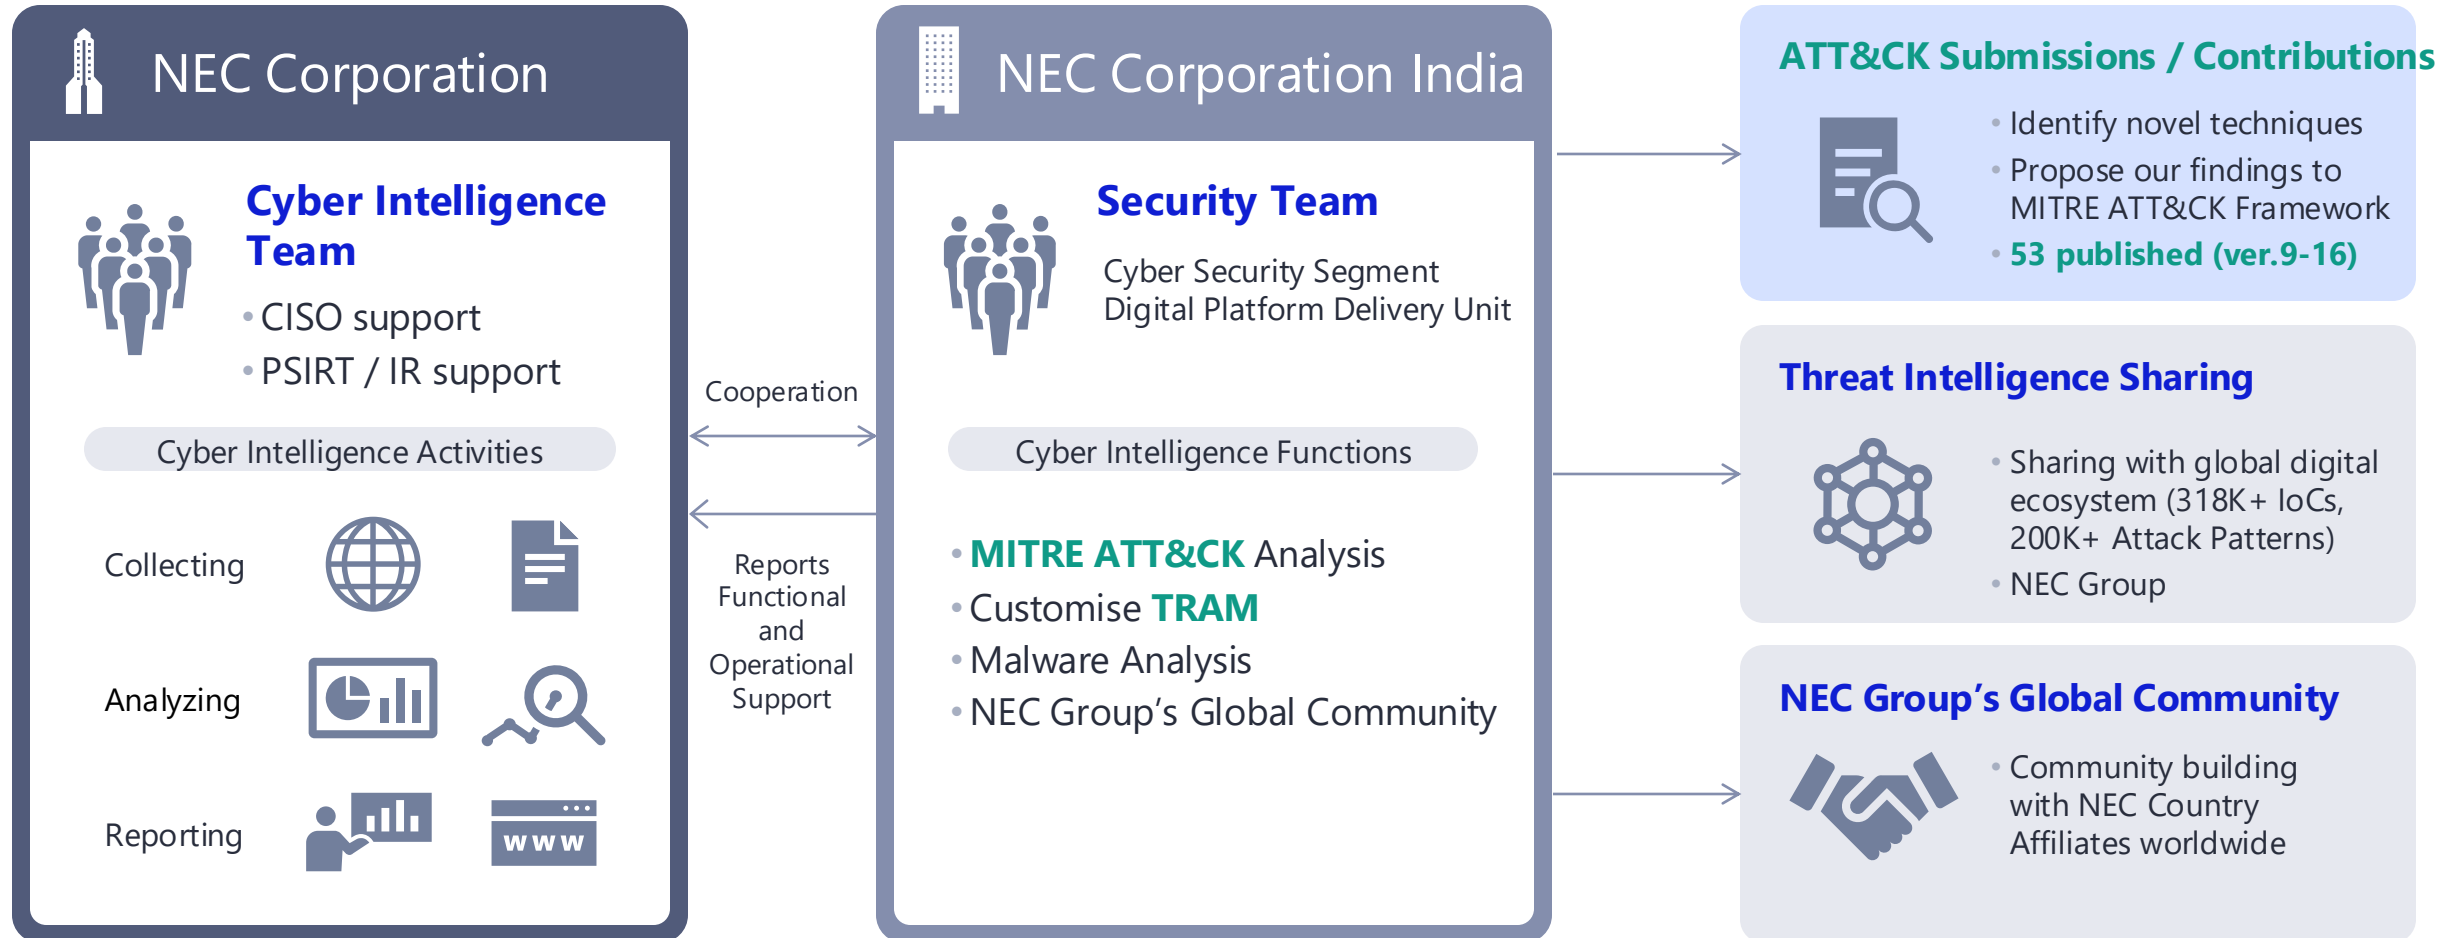 NEC Corporation
Cyber Intelligence
Team
• CISO support
• PSIRT / IR support
Cyber Intelligence Activities
Collecting
Analyzing
Reporting
www
Cooperation
Reports
Functional
and
Operational
Support
NEC Corporation India
Security Team
Cyber Security Segment
Digital Platform Delivery Unit
Cyber Intelligence Functions
• MITRE ATT&CK Analysis
• Customise TRAM
• Malware Analysis
• NEC Group’s Global Community
ATT&CK Submissions / Contributions
• Identify novel techniques
• Propose our findings to
MITRE ATT&CK Framework
• 53 published (ver.9-16)
Threat Intelligence Sharing
• Sharing with global digital
ecosystem (318K+ IoCs,
200K+ Attack Patterns)
• NEC Group
NEC Group’s Global Community
• Community building
with NEC Country
Affiliates worldwide